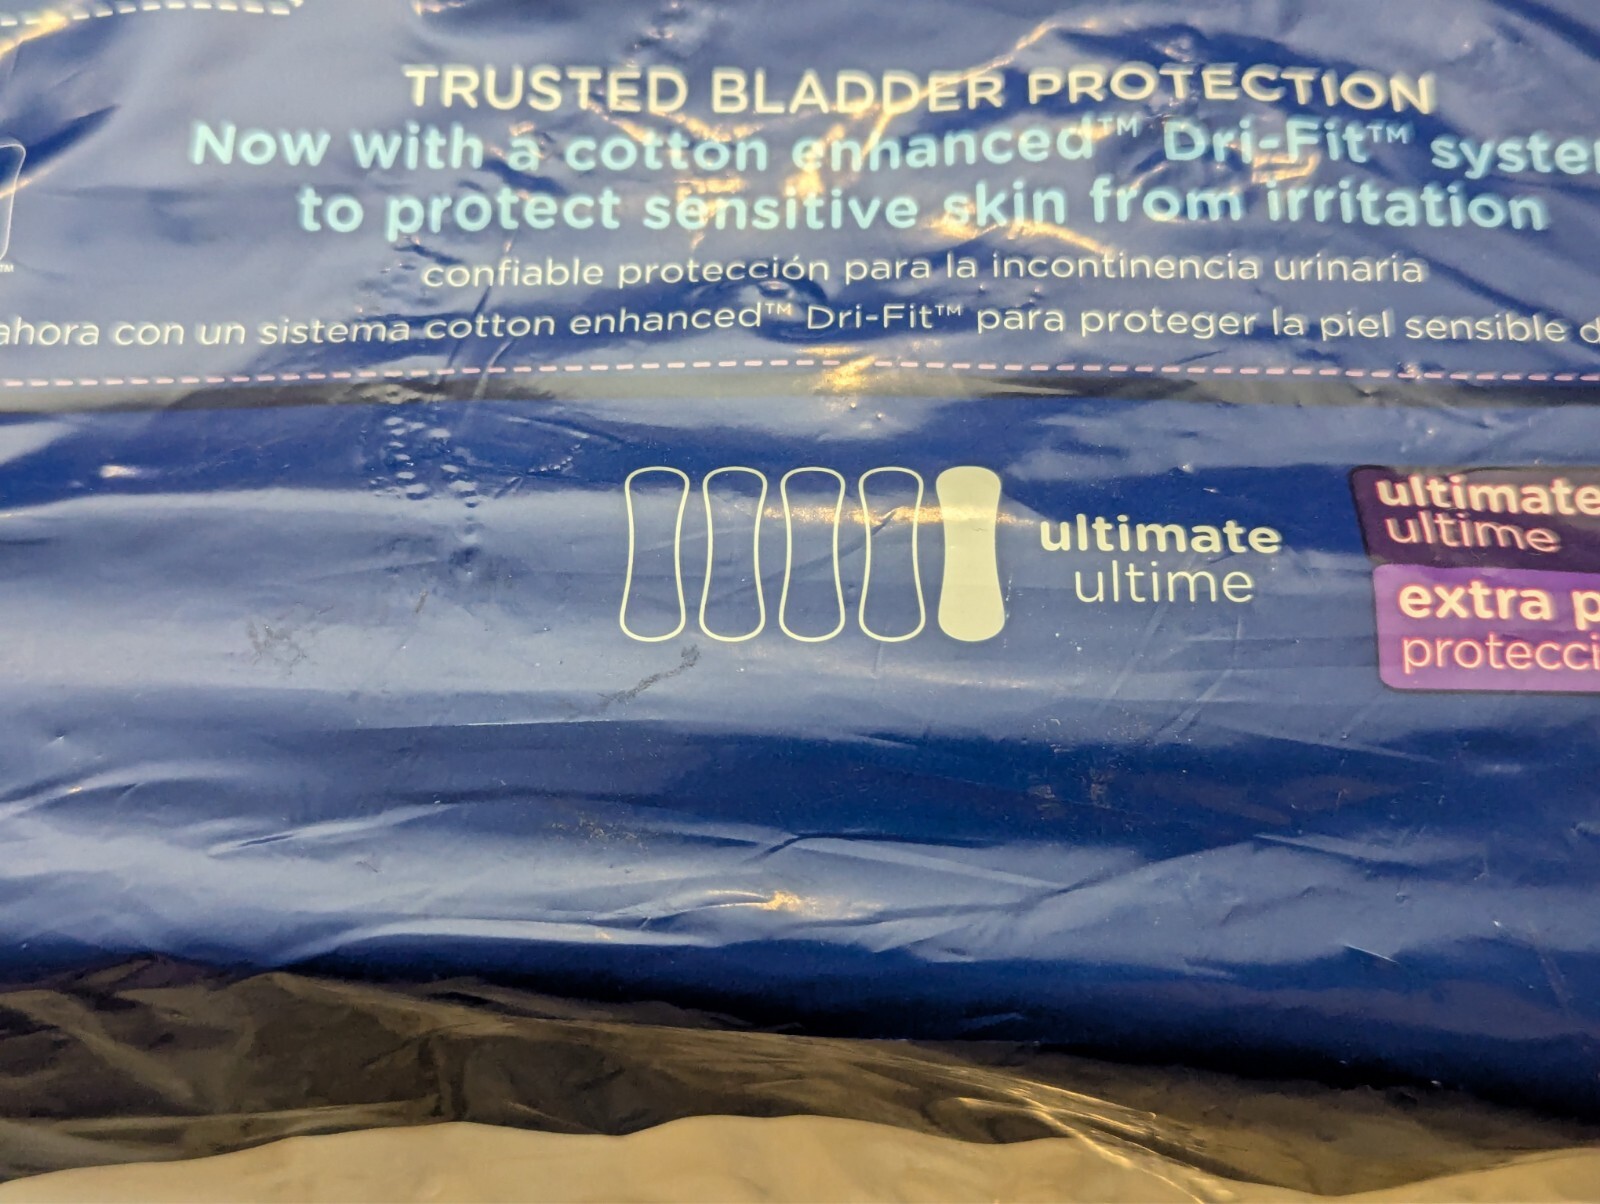 TRUSTED BLADDER PROTECTION
Now with a cotton enhanced™ Dri-Fit™
to protect sensitive skin from irritation
confiable protección para la incontinencia urinaria
ahora con un sistema cotton enhanced™ Dri-Fit™ para proteger la piel sensible
ultimate
ultime
ultimate
ultime
extra
™